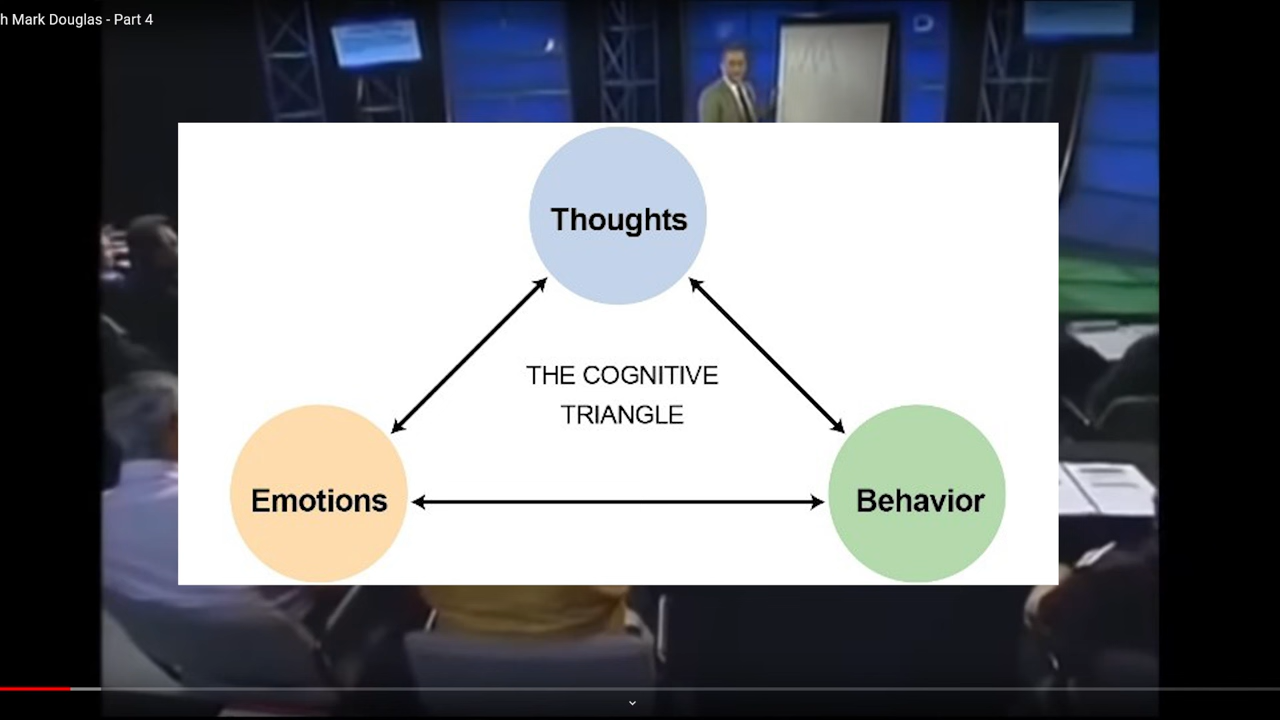 h Mark Douglas - Part 4
Thoughts
THE COGNITIVE
TRIANGLE
Emotions
Behavior